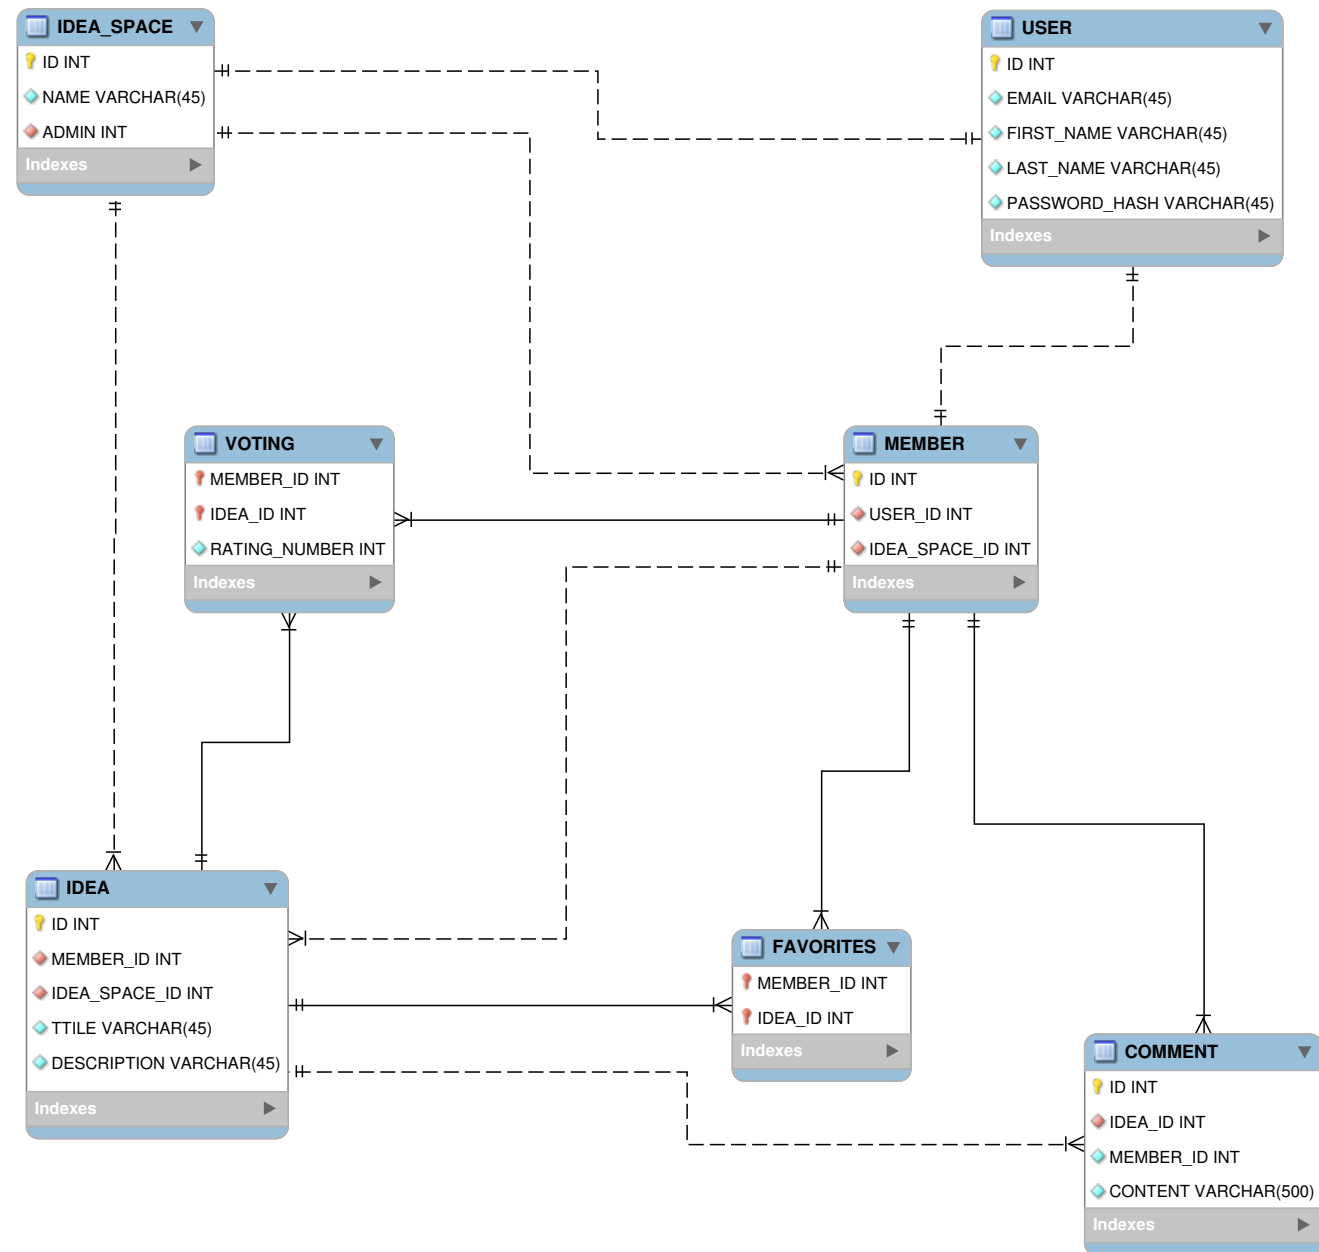 IDEA_SPACE
ID INT
NAME VARCHAR(45)
ADMIN INT
Indexes
USER
ID INT
EMAIL VARCHAR(45)
FIRST_NAME VARCHAR(45)
LAST_NAME VARCHAR(45)
PASSWORD_HASH VARCHAR(45)
Indexes
VOTING
MEMBER_ID INT
IDEA_ID INT
RATING_NUMBER INT
Indexes
MEMBER
ID INT
USER_ID INT
IDEA_SPACE_ID INT
Indexes
IDEA
ID INT
MEMBER_ID INT
IDEA_SPACE_ID INT
TTILE VARCHAR(45)
DESCRIPTION VARCHAR(45)
Indexes
FAVORITES
MEMBER_ID INT
IDEA_ID INT
Indexes
COMMENT
ID INT
IDEA_ID INT
MEMBER_ID INT
CONTENT VARCHAR(500)
Indexes